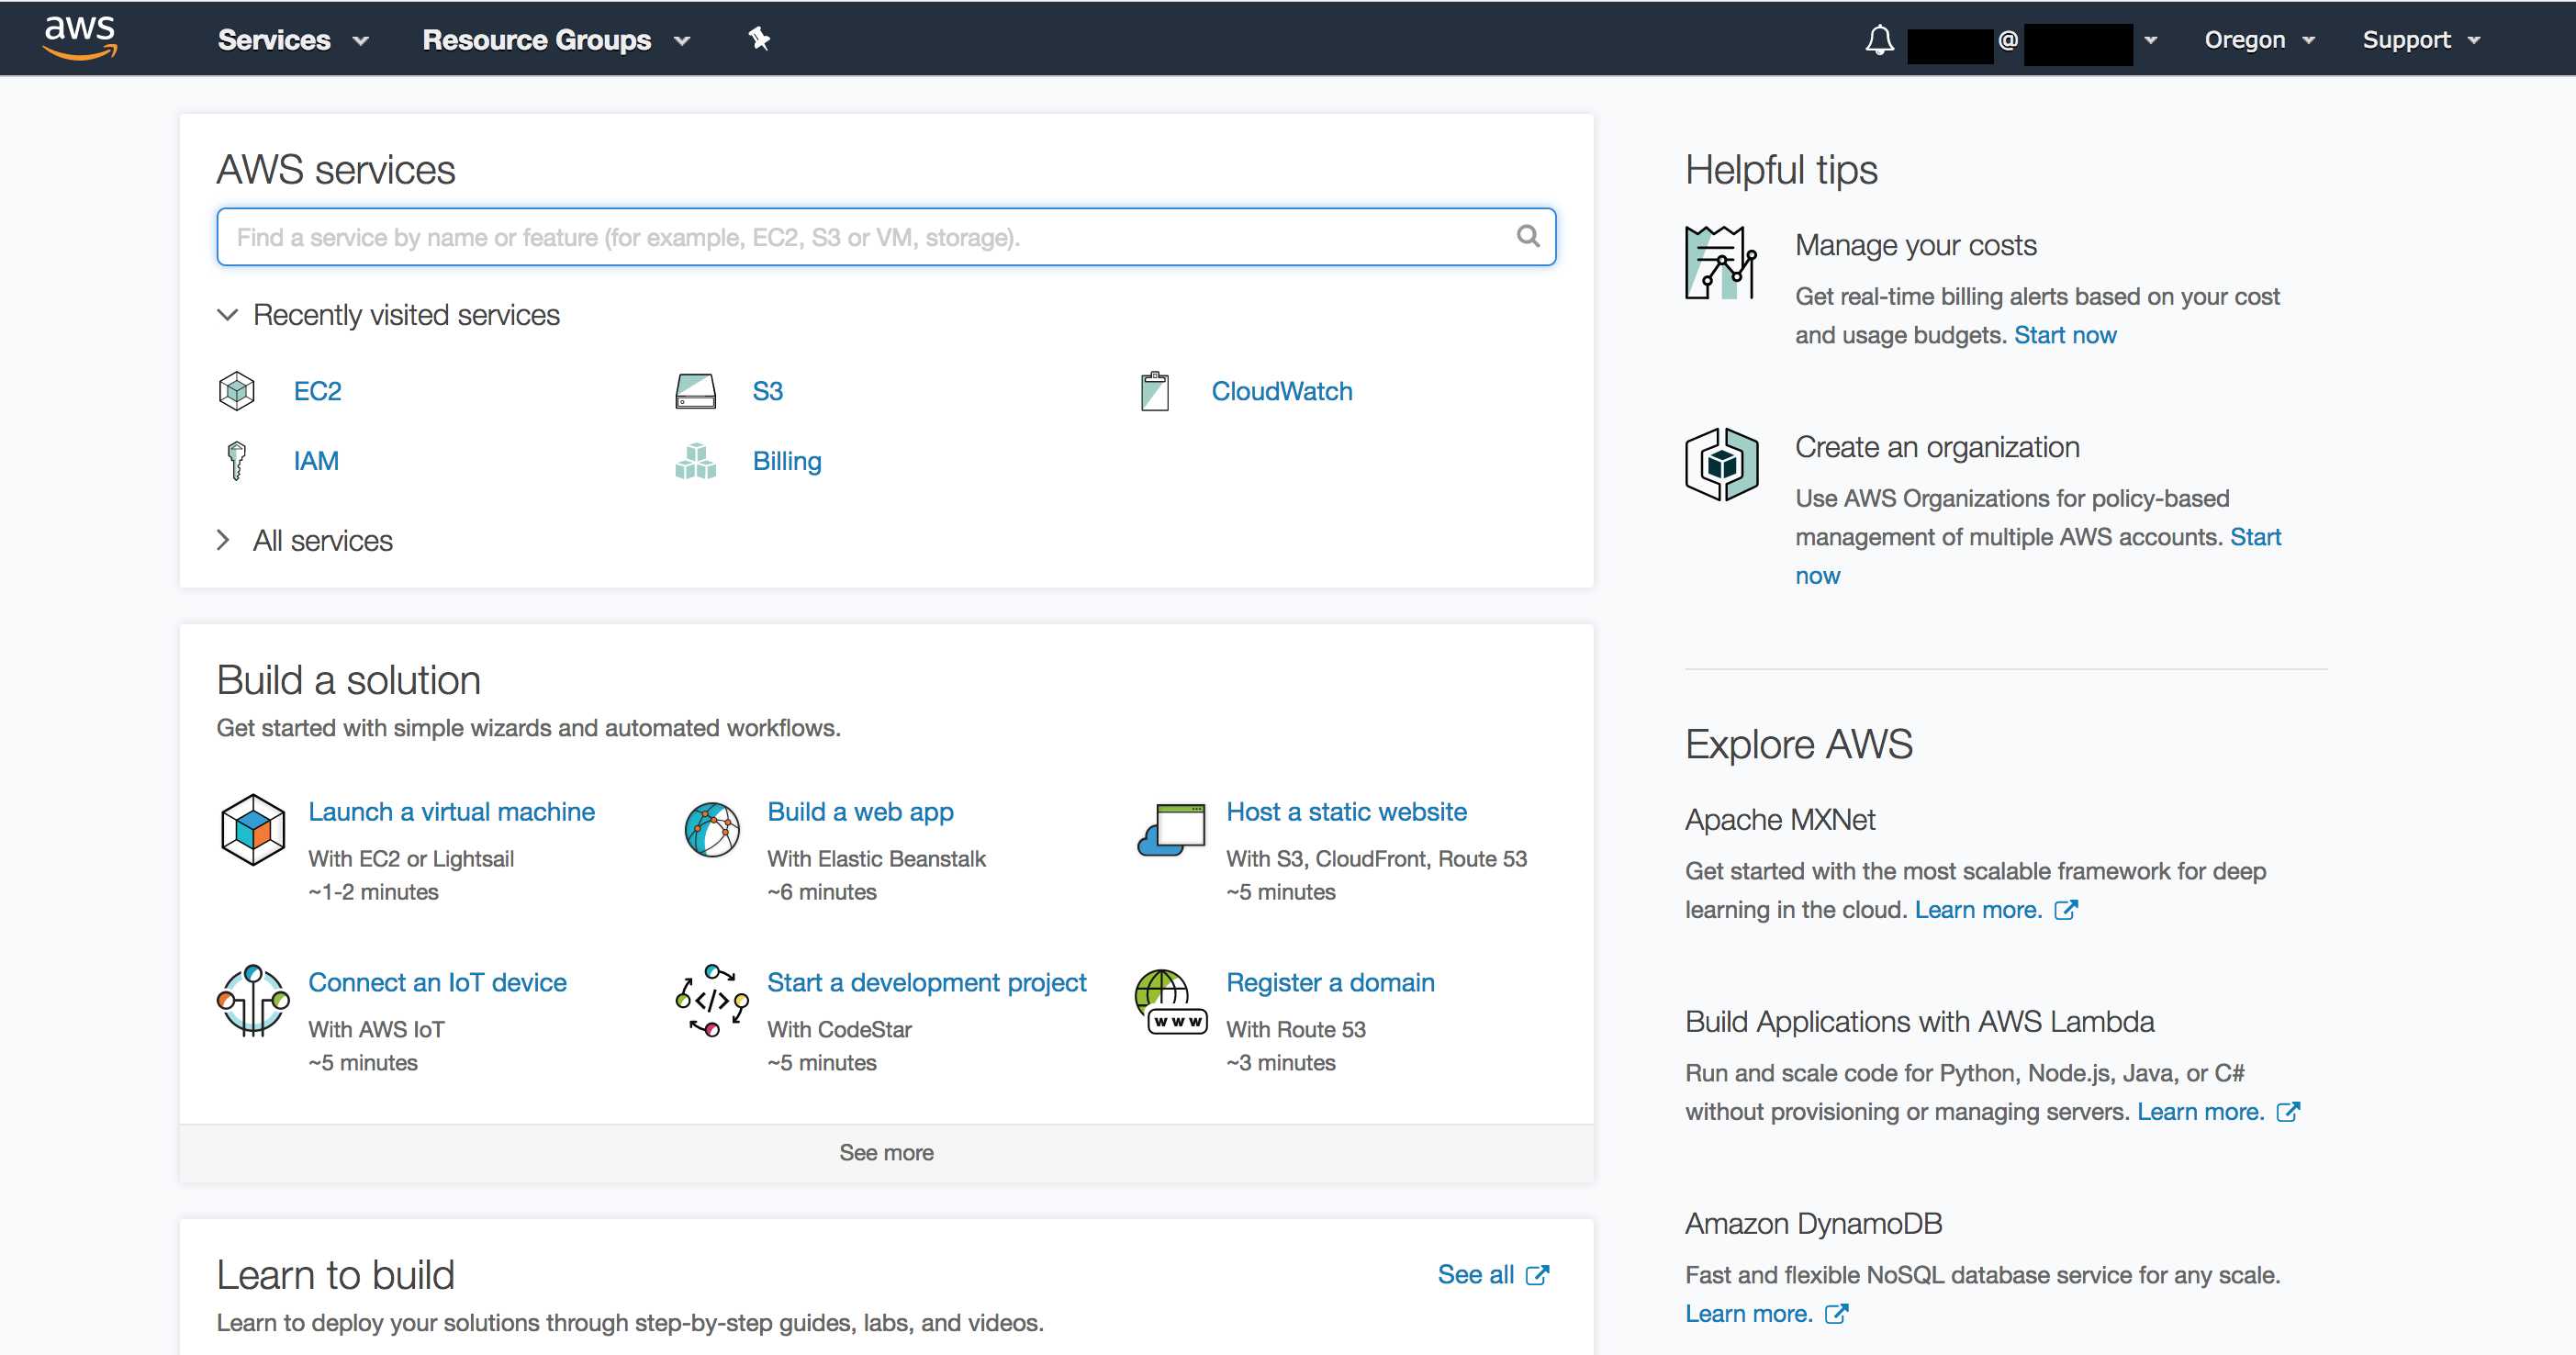 aws
Services
Resource Groups
@
Oregon
Support
AWS services
Find a service by name or feature (for example, EC2, S3 or VM, storage).
Recently visited services
EC2
S3
CloudWatch
IAM
Billing
All services
Build a solution
Get started with simple wizards and automated workflows.
Launch a virtual machine
With EC2 or Lightsail
~1-2 minutes
Build a web app
With Elastic Beanstalk
~6 minutes
Host a static website
With S3, CloudFront, Route 53
~5 minutes
Connect an IoT device
With AWS IoT
~5 minutes
Start a development project
With CodeStar
~5 minutes
www
Register a domain
With Route 53
~3 minutes
See more
Learn to build
See all
Learn to deploy your solutions through step-by-step guides, labs, and videos.
Helpful tips
Manage your costs
Get real-time billing alerts based on your cost
and usage budgets. Start now
Create an organization
Use AWS Organizations for policy-based
management of multiple AWS accounts. Start
now
Explore AWS
Apache MXNet
Get started with the most scalable framework for deep
learning in the cloud. Learn more.
Build Applications with AWS Lambda
Run and scale code for Python, Node.js, Java, or C#
without provisioning or managing servers. Learn more.
Amazon DynamoDB
Fast and flexible NoSQL database service for any scale.
Learn more.